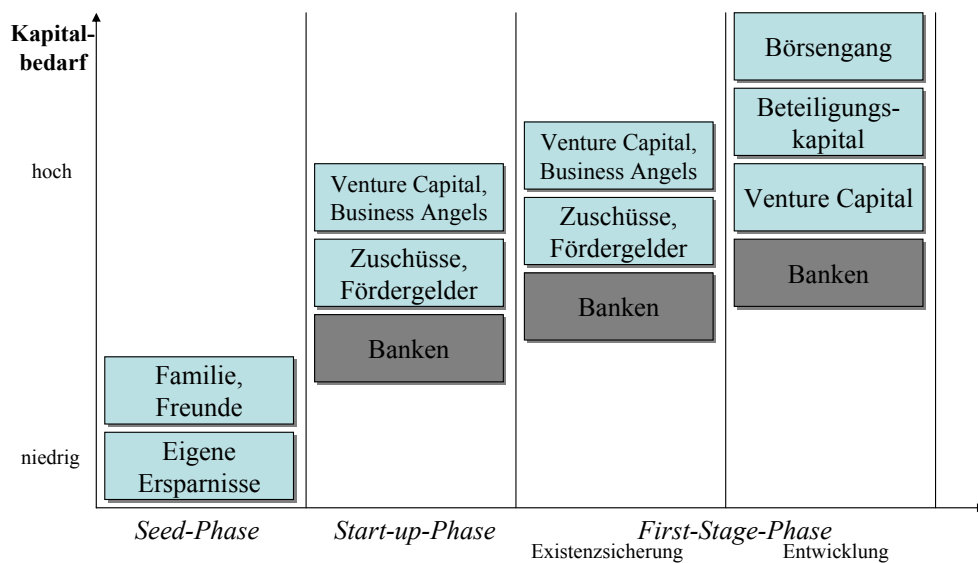 Kapital-
bedarf
hoch
niedrig
Familie,
Freunde
Eigene
Ersparnisse
Venture Capital,
Business Angels
Zuschüsse,
Fördergelder
Banken
Venture Capital,
Business Angels
Zuschüsse,
Fördergelder
Banken
Börsengang
Beteiligungs-
kapital
Venture Capital
Banken
Seed-Phase
Start-up-Phase
First-Stage-Phase
Existenzsicherung
Entwicklung